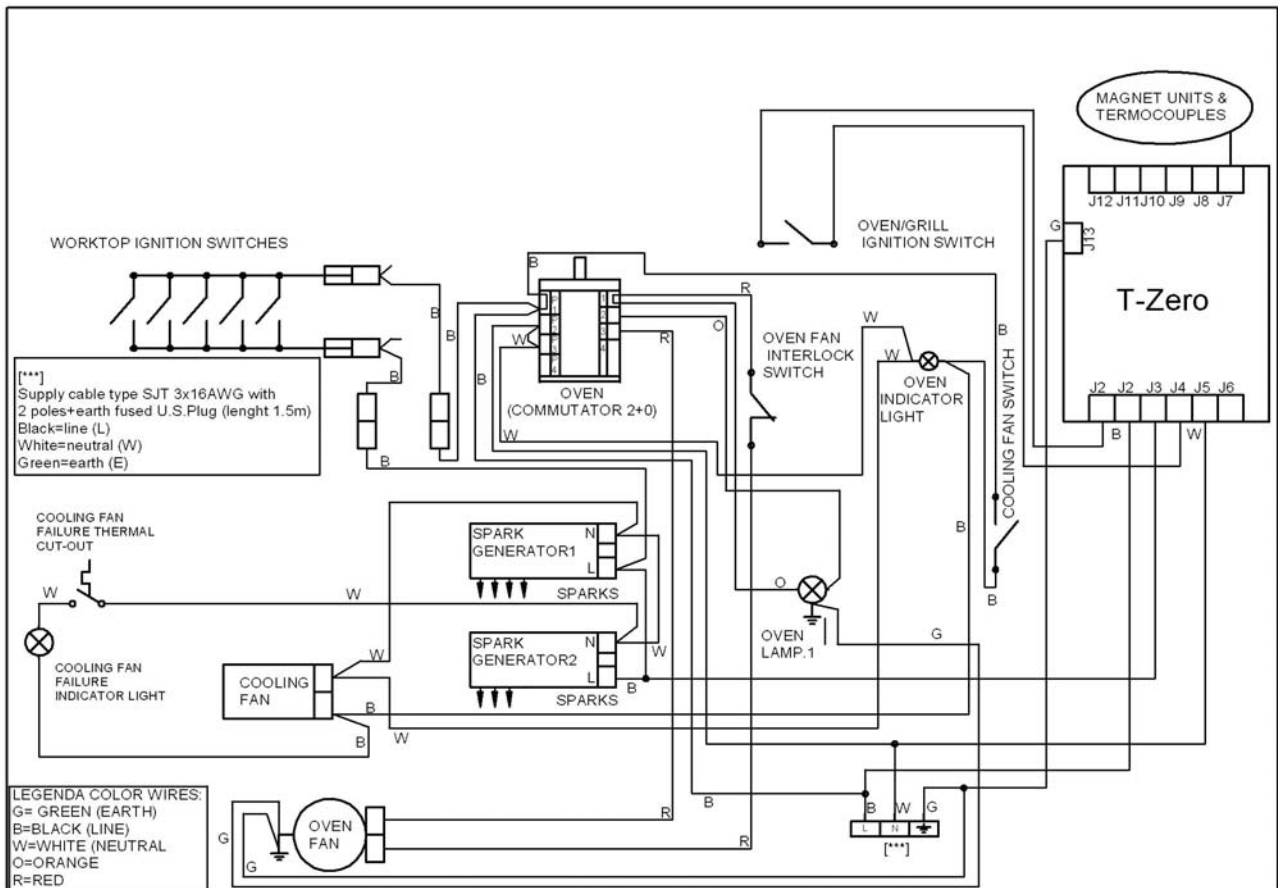 MAGNET UNITS &
TERMOCOUPLES
J12 J11 J10 J9 J8 J7
G
J13
T-Zero
J2 J2 J3 J4 J5 J6
B
W
OVEN/GRILL
IGNITION SWITCH
WORKTOP IGNITION SWITCHES
B
B
B
B
[***]
Supply cable type SJT 3x16AWG with
2 poles+earth fused U.S.Plug (lenght 1.5m)
Black=line (L)
White=neutral (W)
Green=earth (E)
B
W
B
W
1
2
3
4
R
O
R
OVEN
(COMMUTATOR 2+0)
OVEN FAN
INTERLOCK
SWITCH
W
W
OVEN
INDICATOR
LIGHT
B
COOLING FAN SWITCH
B
B
COOLING FAN
FAILURE THERMAL
CUT-OUT
W
W
COOLING FAN
FAILURE
INDICATOR LIGHT
SPARK
GENERATOR1
N
L
SPARKS
SPARK
GENERATOR2
N
L
W
B
SPARKS
O
OVEN
LAMP.1
G
COOLING
FAN
W
B
W
B
LEGENDA COLOR WIRES:
G= GREEN (EARTH)
B=BLACK (LINE)
W=WHITE (NEUTRAL
O=ORANGE
R=RED
G
G
OVEN
FAN
R
R
B
B
W
G
L
N
[***]